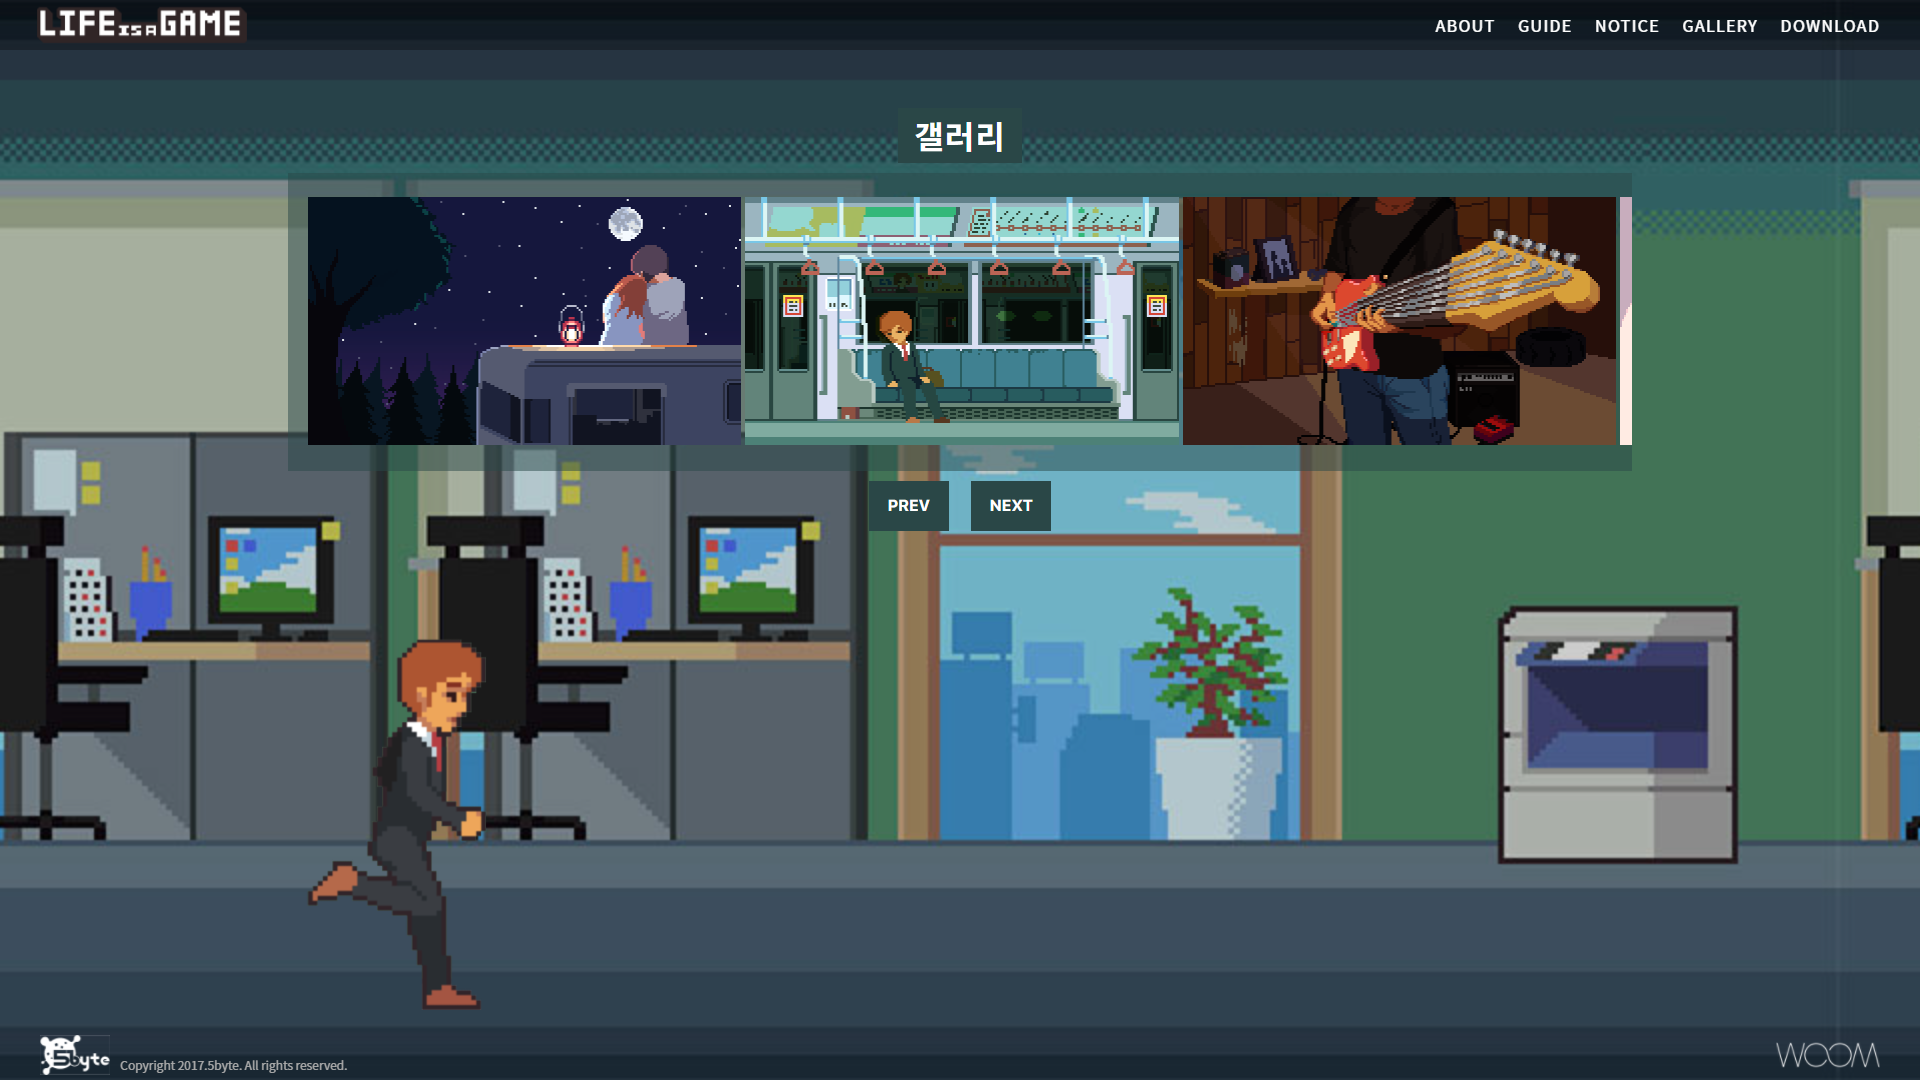 LIFE IS A GAME
ABOUT GUIDE NOTICE GALLERY DOWNLOAD
갤러리
PREV NEXT
5byte Copyright 2017.5byte. All rights reserved.
WOOM